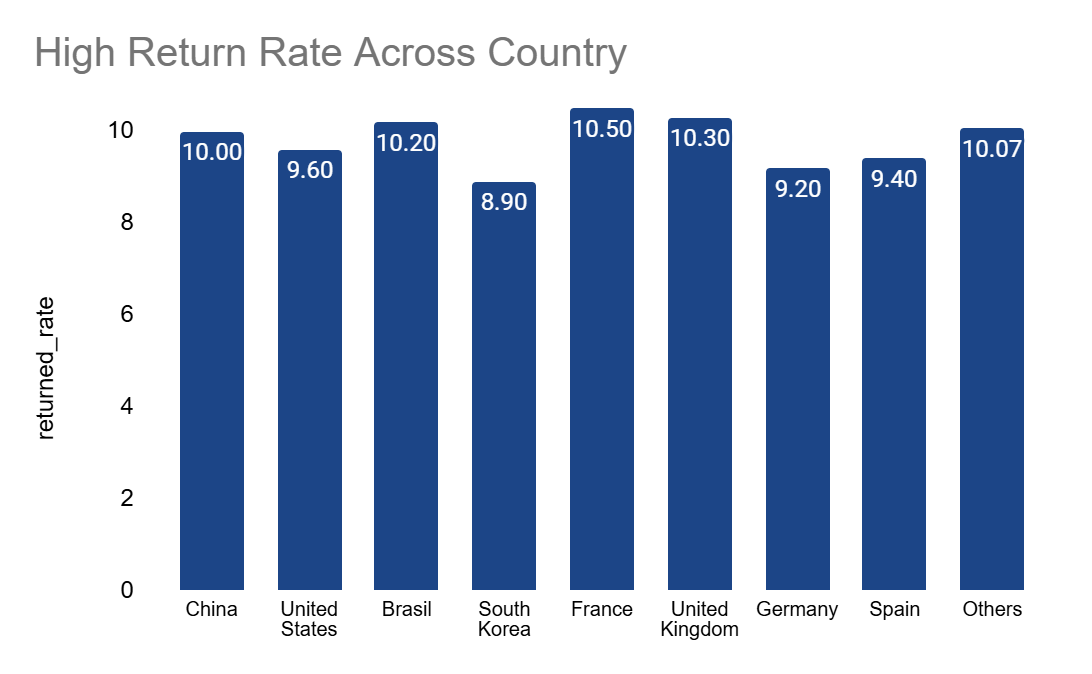 High Return Rate Across Country
returned_rate
10
8
6
4
2
0
10.00
9.60
10.20
8.90
10.50
10.30
9.20
9.40
10.07
China
United
States
Brasil
South
Korea
France
United
Kingdom
Germany
Spain
Others